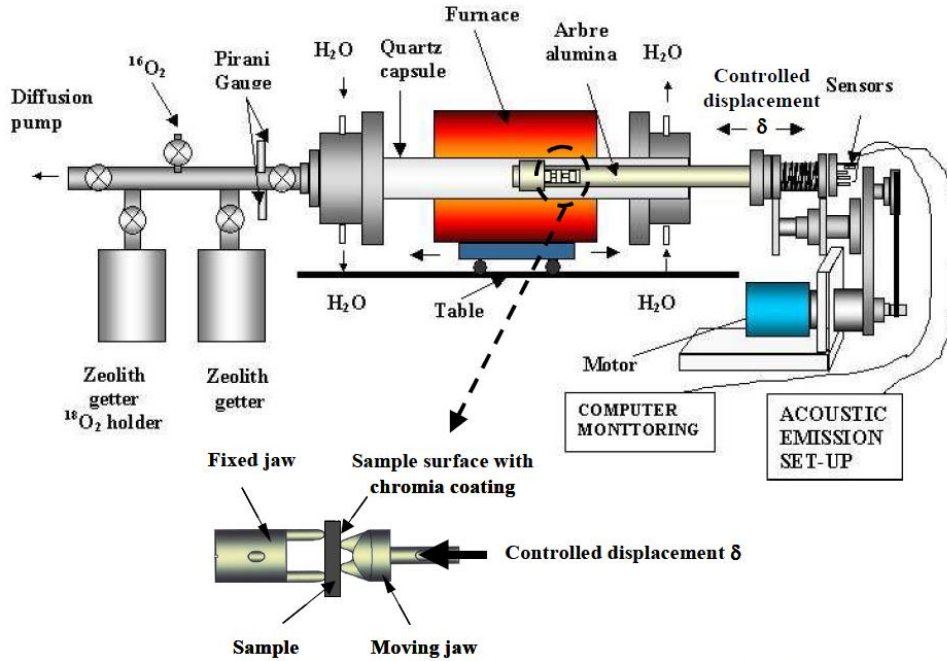 Furnace
Arbre
alumina
H₂O
Quartz
capsule
H₂O
Pirani
Gauge
¹⁶O₂
Diffusion
pump
Controlled
displacement
δ
Sensors
H₂O
Table
H₂O
Motor
Zeolith
getter
¹⁸O₂ holder
Zeolith
getter
COMPUTER
MONITORING
ACOUSTIC
EMISSION
SET-UP
Fixed jaw
Sample surface with
chromia coating
Controlled displacement δ
Sample
Moving jaw